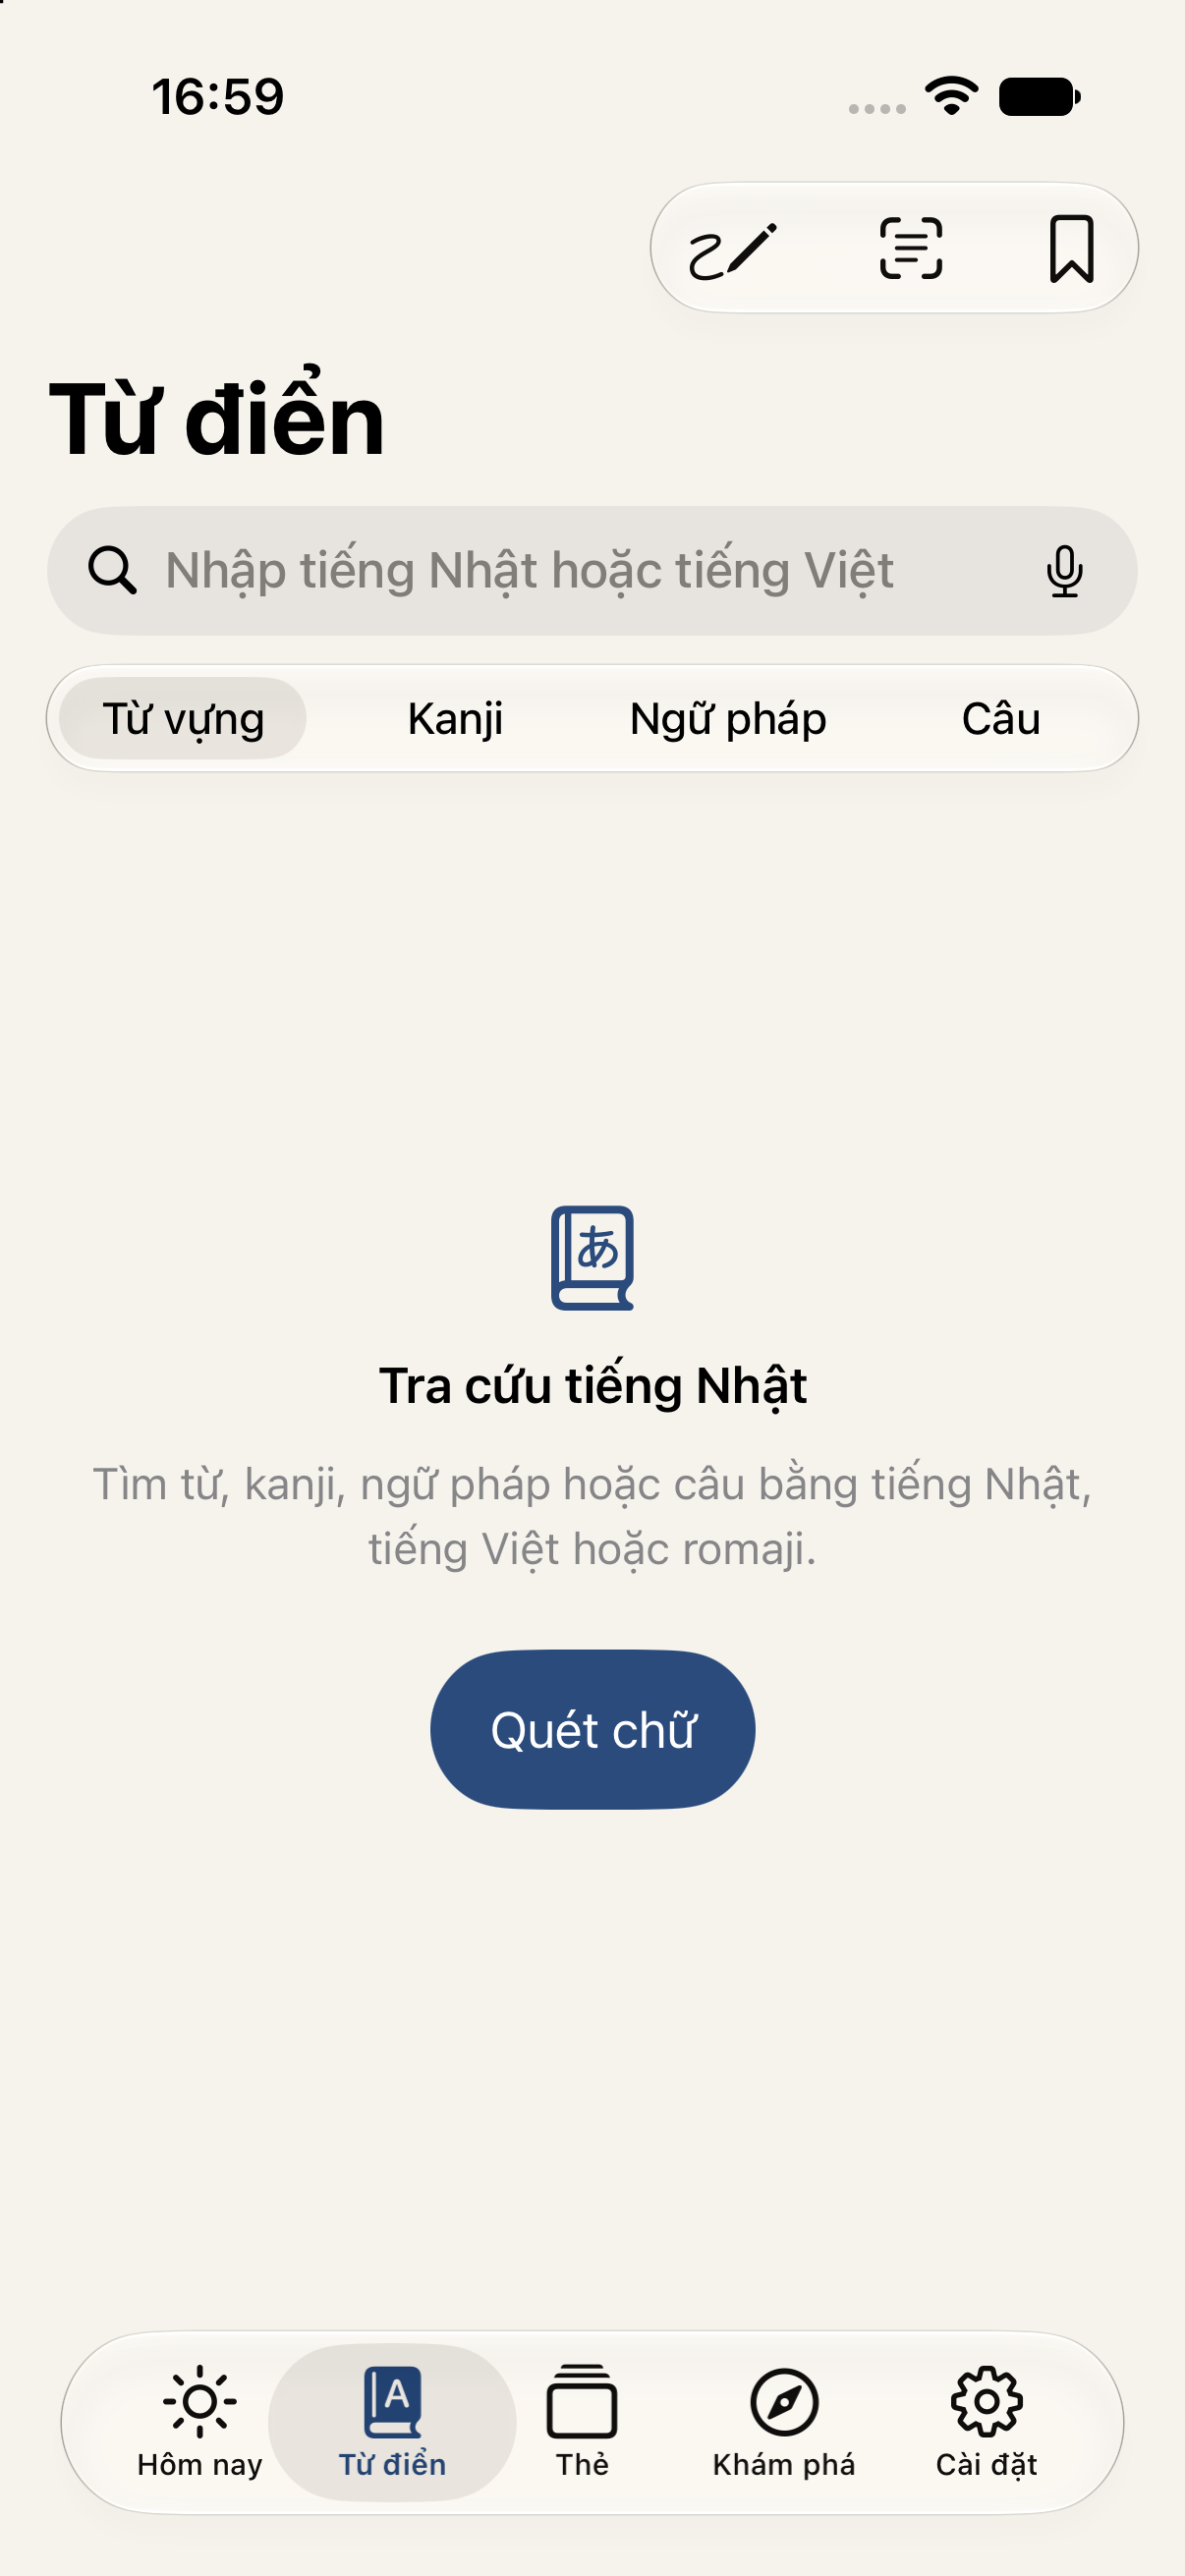 16:59
Từ điển
Nhập tiếng Nhật hoặc tiếng Việt
Từ vựng Kanji Ngữ pháp Câu
あ
Tra cứu tiếng Nhật
Tìm từ, kanji, ngữ pháp hoặc câu bằng tiếng Nhật,
tiếng Việt hoặc romaji.
Quét chữ
A
Hôm nay Từ điển Thẻ Khám phá Cài đặt